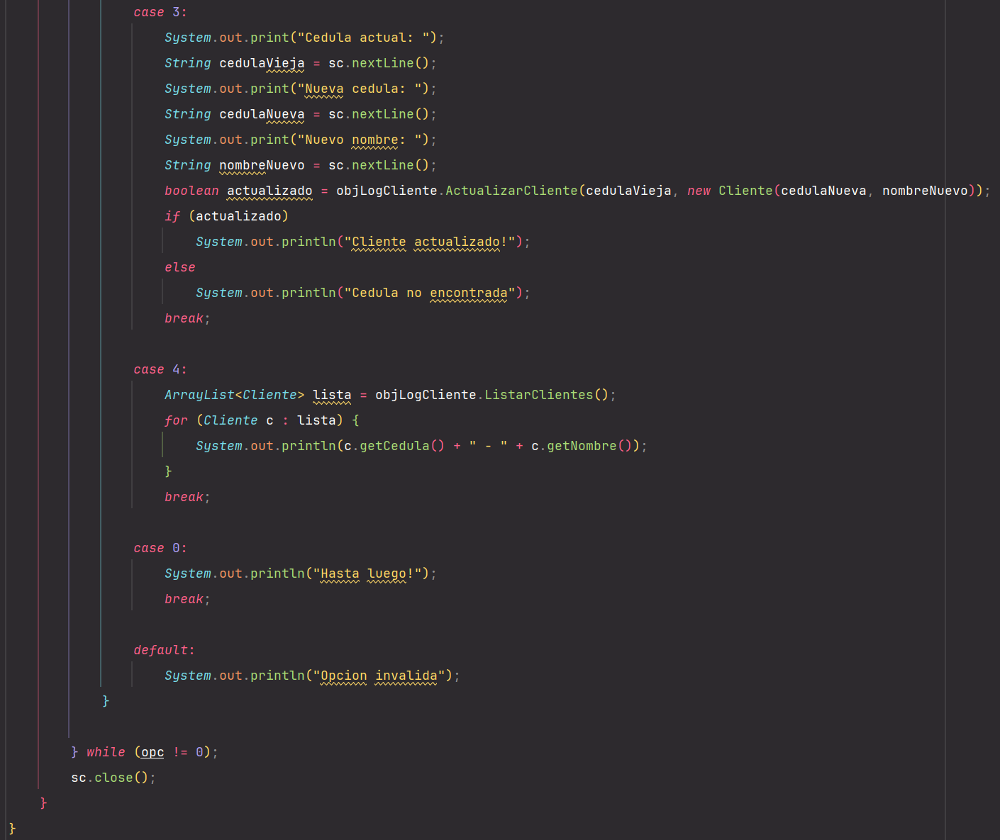 case 3:
System.out.print("Cedula actual: ");
String cedulaVieja = sc.nextLine();
System.out.print("Nueva cedula: ");
String cedulaNueva = sc.nextLine();
System.out.print("Nuevo nombre: ");
String nombreNuevo = sc.nextLine();
boolean actualizado = objLogCliente.ActualizarCliente(cedulaVieja, new Cliente(cedulaNueva, nombreNuevo));
if (actualizado)
System.out.println("Cliente actualizado!");
else
System.out.println("Cedula no encontrada");
break;
case 4:
ArrayList<Cliente> lista = objLogCliente.ListarClientes();
for (Cliente c : lista) {
System.out.println(c.getCedula() + " - " + c.getNombre());
}
break;
case 0:
System.out.println("Hasta luego!");
break;
default:
System.out.println("Opcion invalida");
}
} while (opc != 0);
sc.close();
}
}